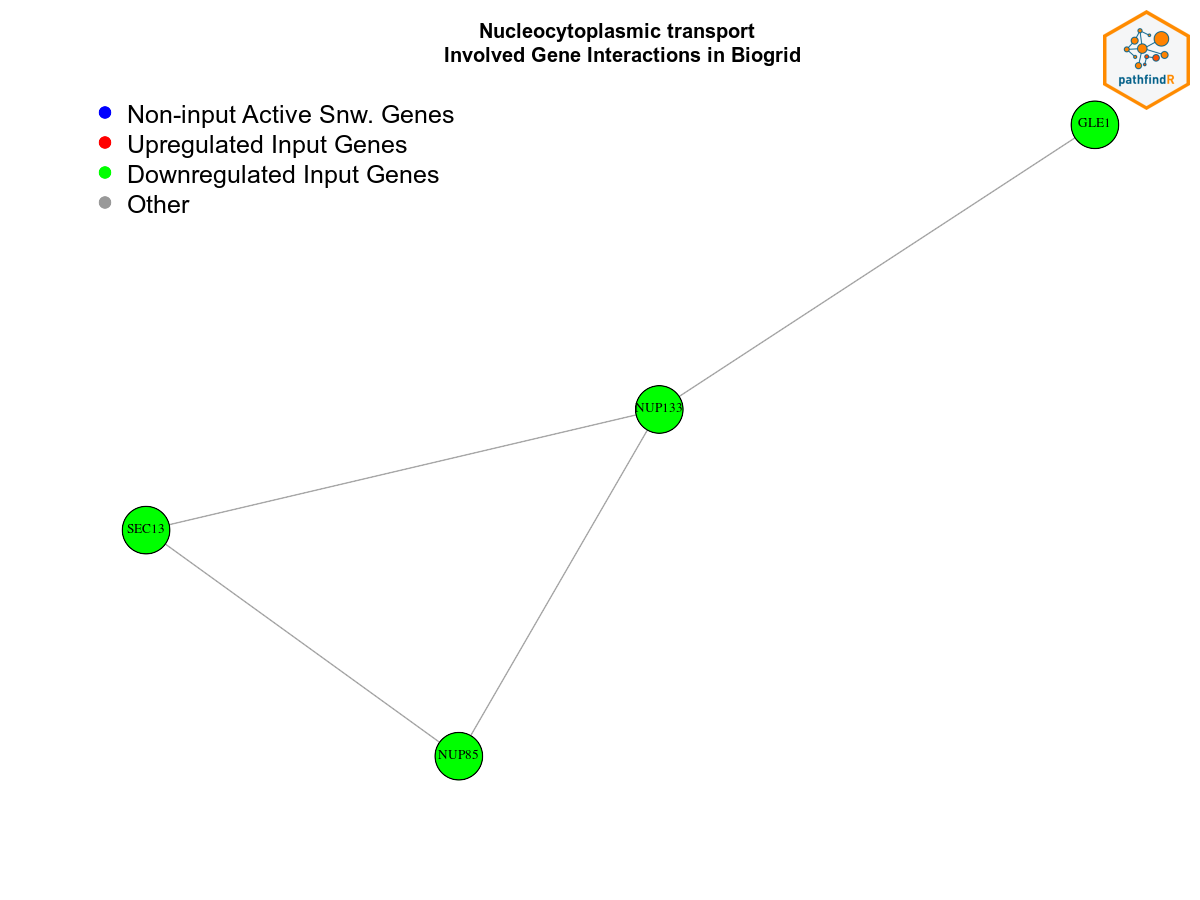 Nucleocytoplasmic transport
Involved Gene Interactions in Biogrid
pathfindR
Non-input Active Snw. Genes
Upregulated Input Genes
Downregulated Input Genes
Other
GLE1
NUP133
SEC13
NUP85